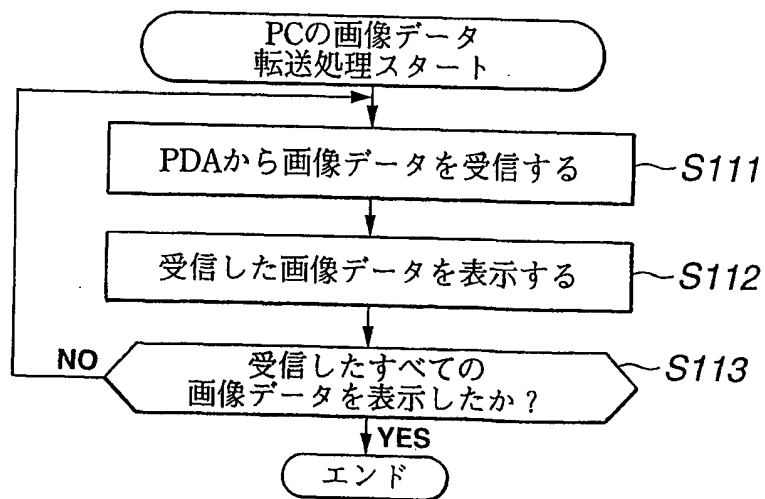 PCの画像データ
転送処理スタート
PDAから画像データを受信する
S111
受信した画像データを表示する
S112
受信したすべての
画像データを表示したか?
S113
NO
YES
エンド